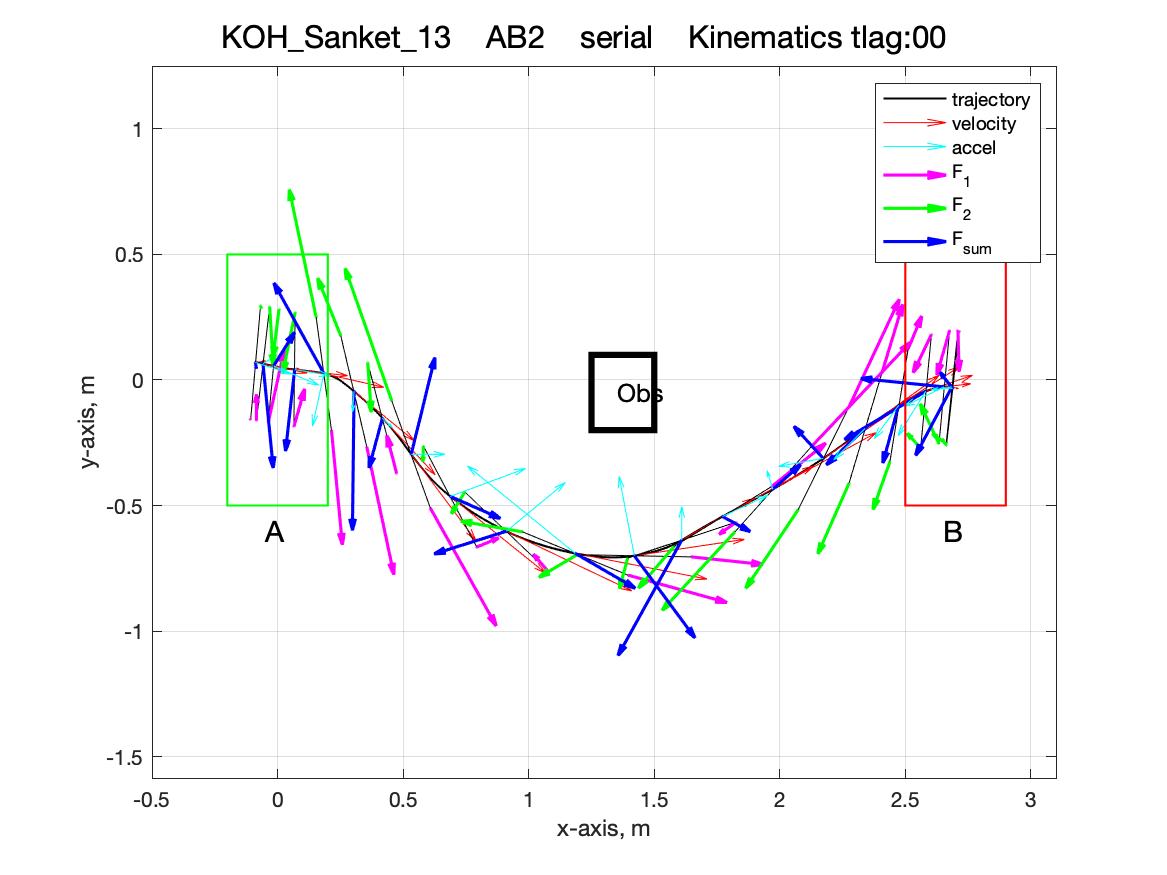 KOH_Sanket_13 AB2 serial Kinematics tlag:00
trajectory
velocity
accel
F1
F2
Fsum
1
0.5
0
-0.5
-1
-1.5
y-axis, m
Obs
A
B
-0.5 0 0.5 1 1.5 2 2.5 3
x-axis, m